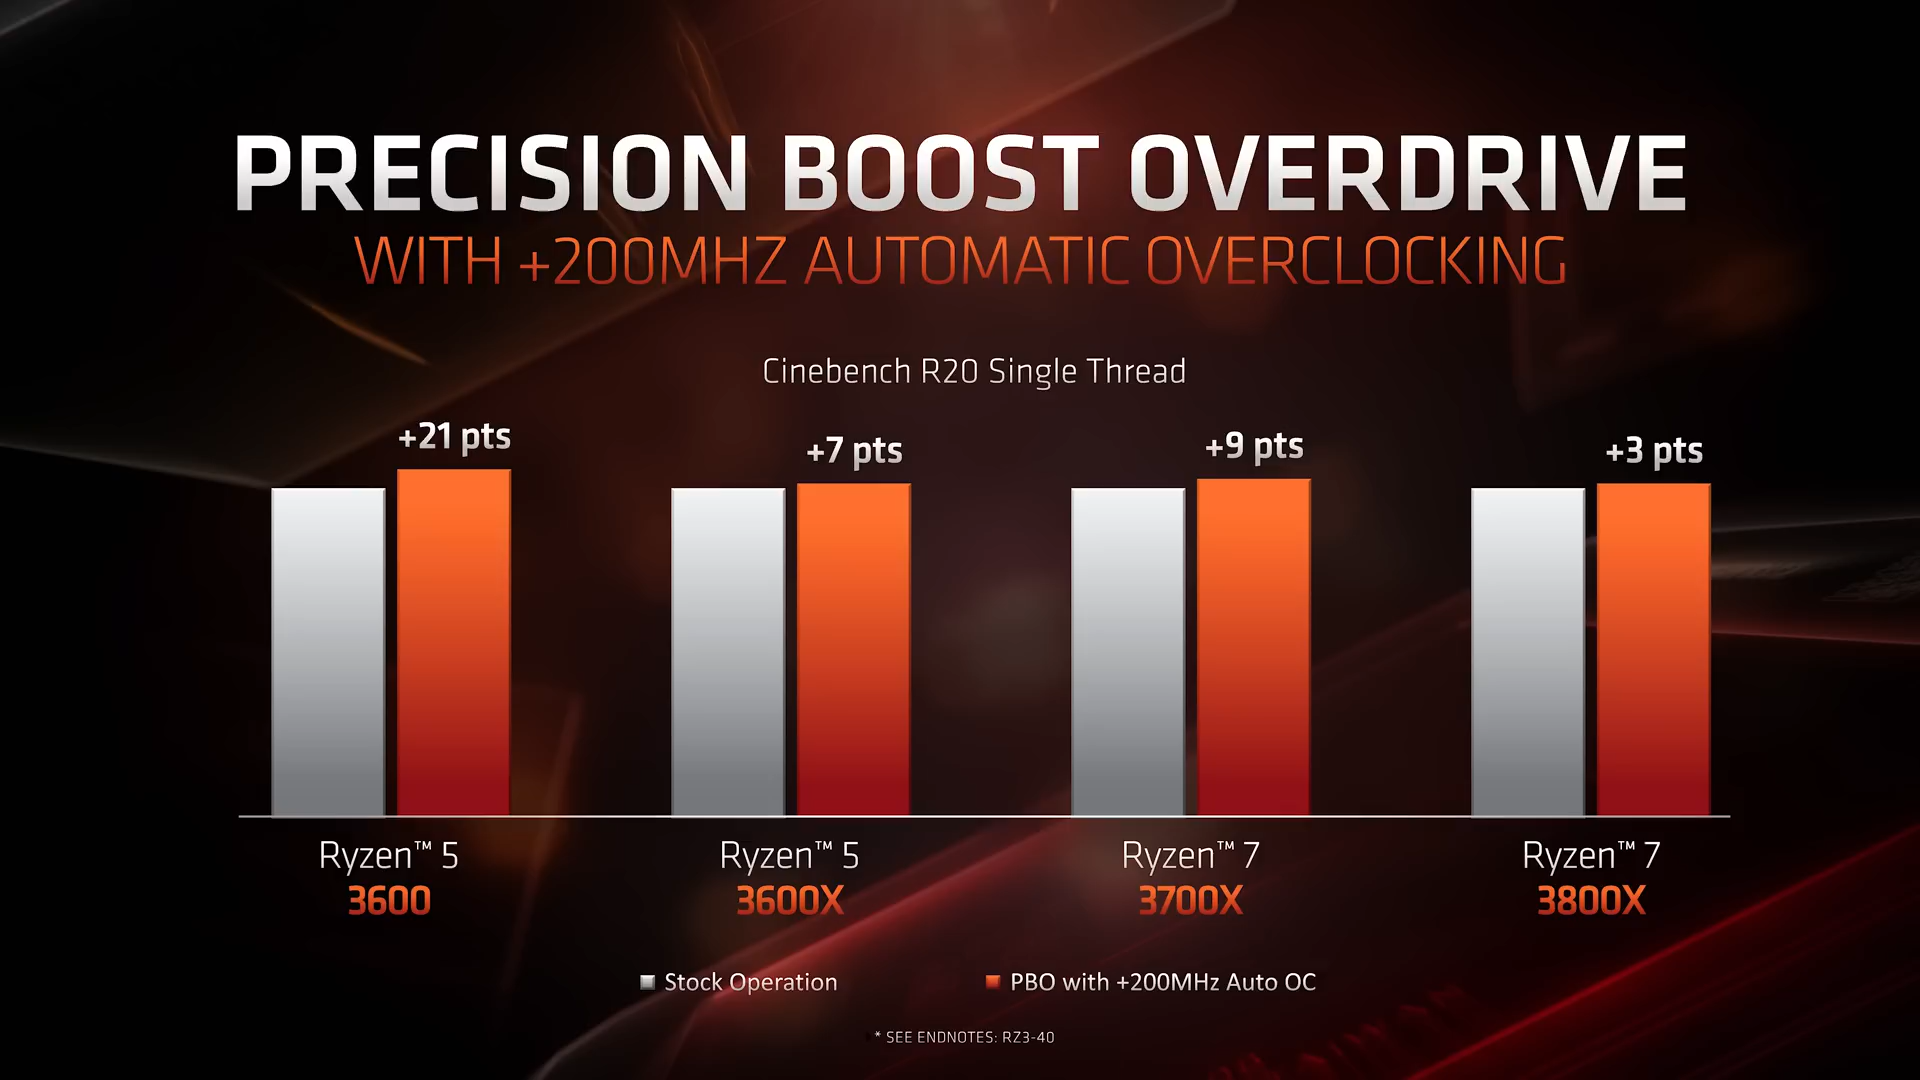 PRECISION BOOST OVERDRIVE
WITH +200MHZ AUTOMATIC OVERCLOCKING
Cinebench R20 Single Thread
+21 pts
+7 pts
+9 pts
+3 pts
Ryzen™ 5
3600
Ryzen™ 5
3600X
Ryzen™ 7
3700X
Ryzen™ 7
3800X
Stock Operation
PBO with +200MHz Auto OC
* SEE ENDNOTES: RZ3-40